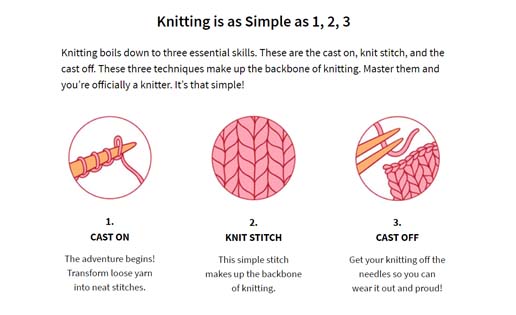 Knitting is as Simple as 1, 2, 3
Knitting boils down to three essential skills. These are the cast on, knit stitch, and the
cast off. These three techniques make up the backbone of knitting. Master them and
you're officially a knitter. It's that simple!
1.
CAST ON
The adventure begins!
Transform loose yarn
into neat stitches.
2.
KNIT STITCH
This simple stitch
makes up the backbone
of knitting.
3.
CAST OFF
Get your knitting off the
needles so you can
wear it out and proud!